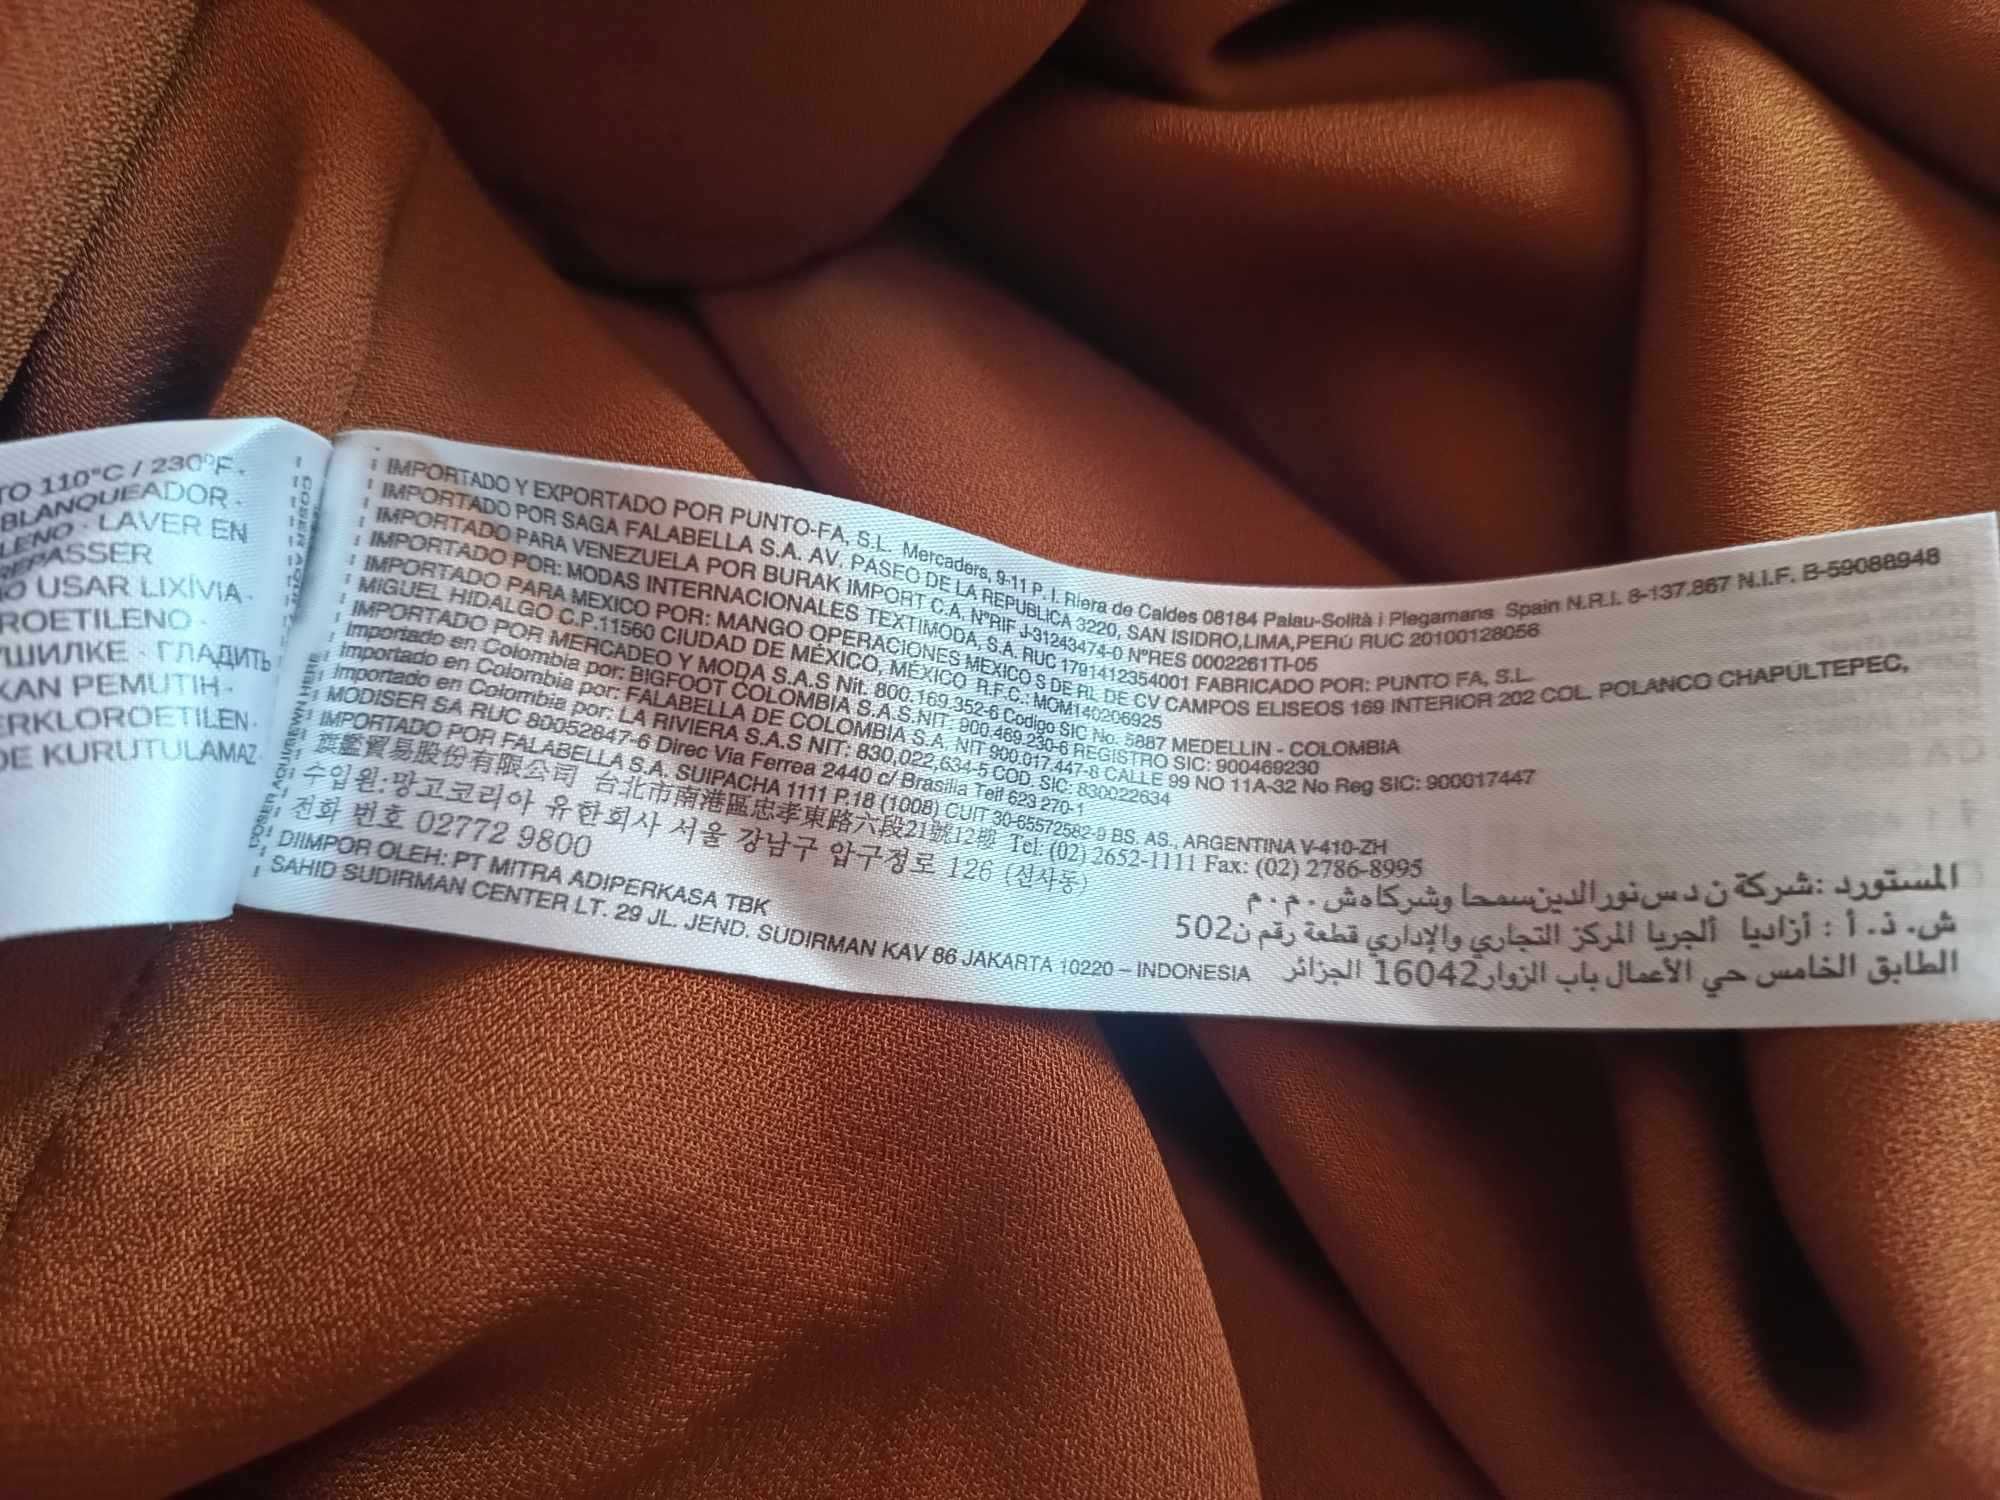 TO 110°C / 230ºF ·
BLANQUEADOR ·
LENO · LAVER EN
REPASSER
O USAR LIXÍVIA ·
ROETILENO ·
УШИЛКЕ · ГЛАДИТЬ
KAN PEMUTIH ·
ERKLOROETILEN ·
DE KURUTULAMAZ ·
IMPORTADO Y EXPORTADO POR PUNTO-FA, S.L. Mercaders, 9-11 P. I. Riera de Caldes 08184 Palau-Solità i Plegamans Spain N.R.I. 8-137.867 N.I.F. B-59088948
IMPORTADO POR SAGA FALABELLA S.A. AV. PASEO DE LA REPUBLICA 3220, SAN ISIDRO,LIMA,PERÚ RUC 20100128056
IMPORTADO PARA VENEZUELA POR BURAK IMPORT C.A. NºRIF J-31243474-0 NºRES 0002261TI-05
IMPORTADO POR: MODAS INTERNACIONALES TEXTIMODA, S.A. RUC 1791412354001 FABRICADO POR: PUNTO FA, S.L.
IMPORTADO PARA MEXICO POR: MANGO OPERACIONES MEXICO S DE RL DE CV CAMPOS ELISEOS 169 INTERIOR 202 COL. POLANCO CHAPULTEPEC,
MIGUEL HIDALGO C.P.11560 CIUDAD DE MÉXICO, MÉXICO R.F.C.: MOM140206925
IMPORTADO POR MERCADEO Y MODA S.A.S Nit. 800.169.352-6 Codigo SIC No. 5887 MEDELLIN - COLOMBIA
Importado en Colombia por: BIGFOOT COLOMBIA S.A.S.NIT: 900.469.230-6 REGISTRO SIC: 900469230
Importado en Colombia por: FALABELLA DE COLOMBIA S.A. NIT 900.017.447-8 CALLE 99 NO 11A-32 No Reg SIC: 900017447
Importado en Colombia por: LA RIVIERA S.A.S NIT: 830,022,634-5 COD. SIC: 830022634
MODISER SA RUC 80052847-6 Direc Via Ferrea 2440 c/ Brasilia Telf 623 270-1
IMPORTADO POR FALABELLA S.A. SUIPACHA 1111 P.18 (1008) CUIT 30-65572582-9 BS. AS., ARGENTINA V-410-ZH
旗艦貿易股份有限公司 台北市南港區忠孝東路六段21號12樓 Tel: (02) 2652-1111 Fax: (02) 2786-8995
수입원:망고코리아 유한회사 서울 강남구 압구정로 126 (신사동)
전화 번호 02772 9800
DIIMPOR OLEH: PT MITRA ADIPERKASA TBK
SAHID SUDIRMAN CENTER LT. 29 JL. JEND. SUDIRMAN KAV 86 JAKARTA 10220 – INDONESIA
المستورد :شركة ن د س نور الدين سمحا وشركاه ش . م . م
ش. ذ. أ : أزاديا ألجريا المركز التجاري والإداري قطعة رقم ن502
الطابق الخامس حي الأعمال باب الزوار16042 الجزائر